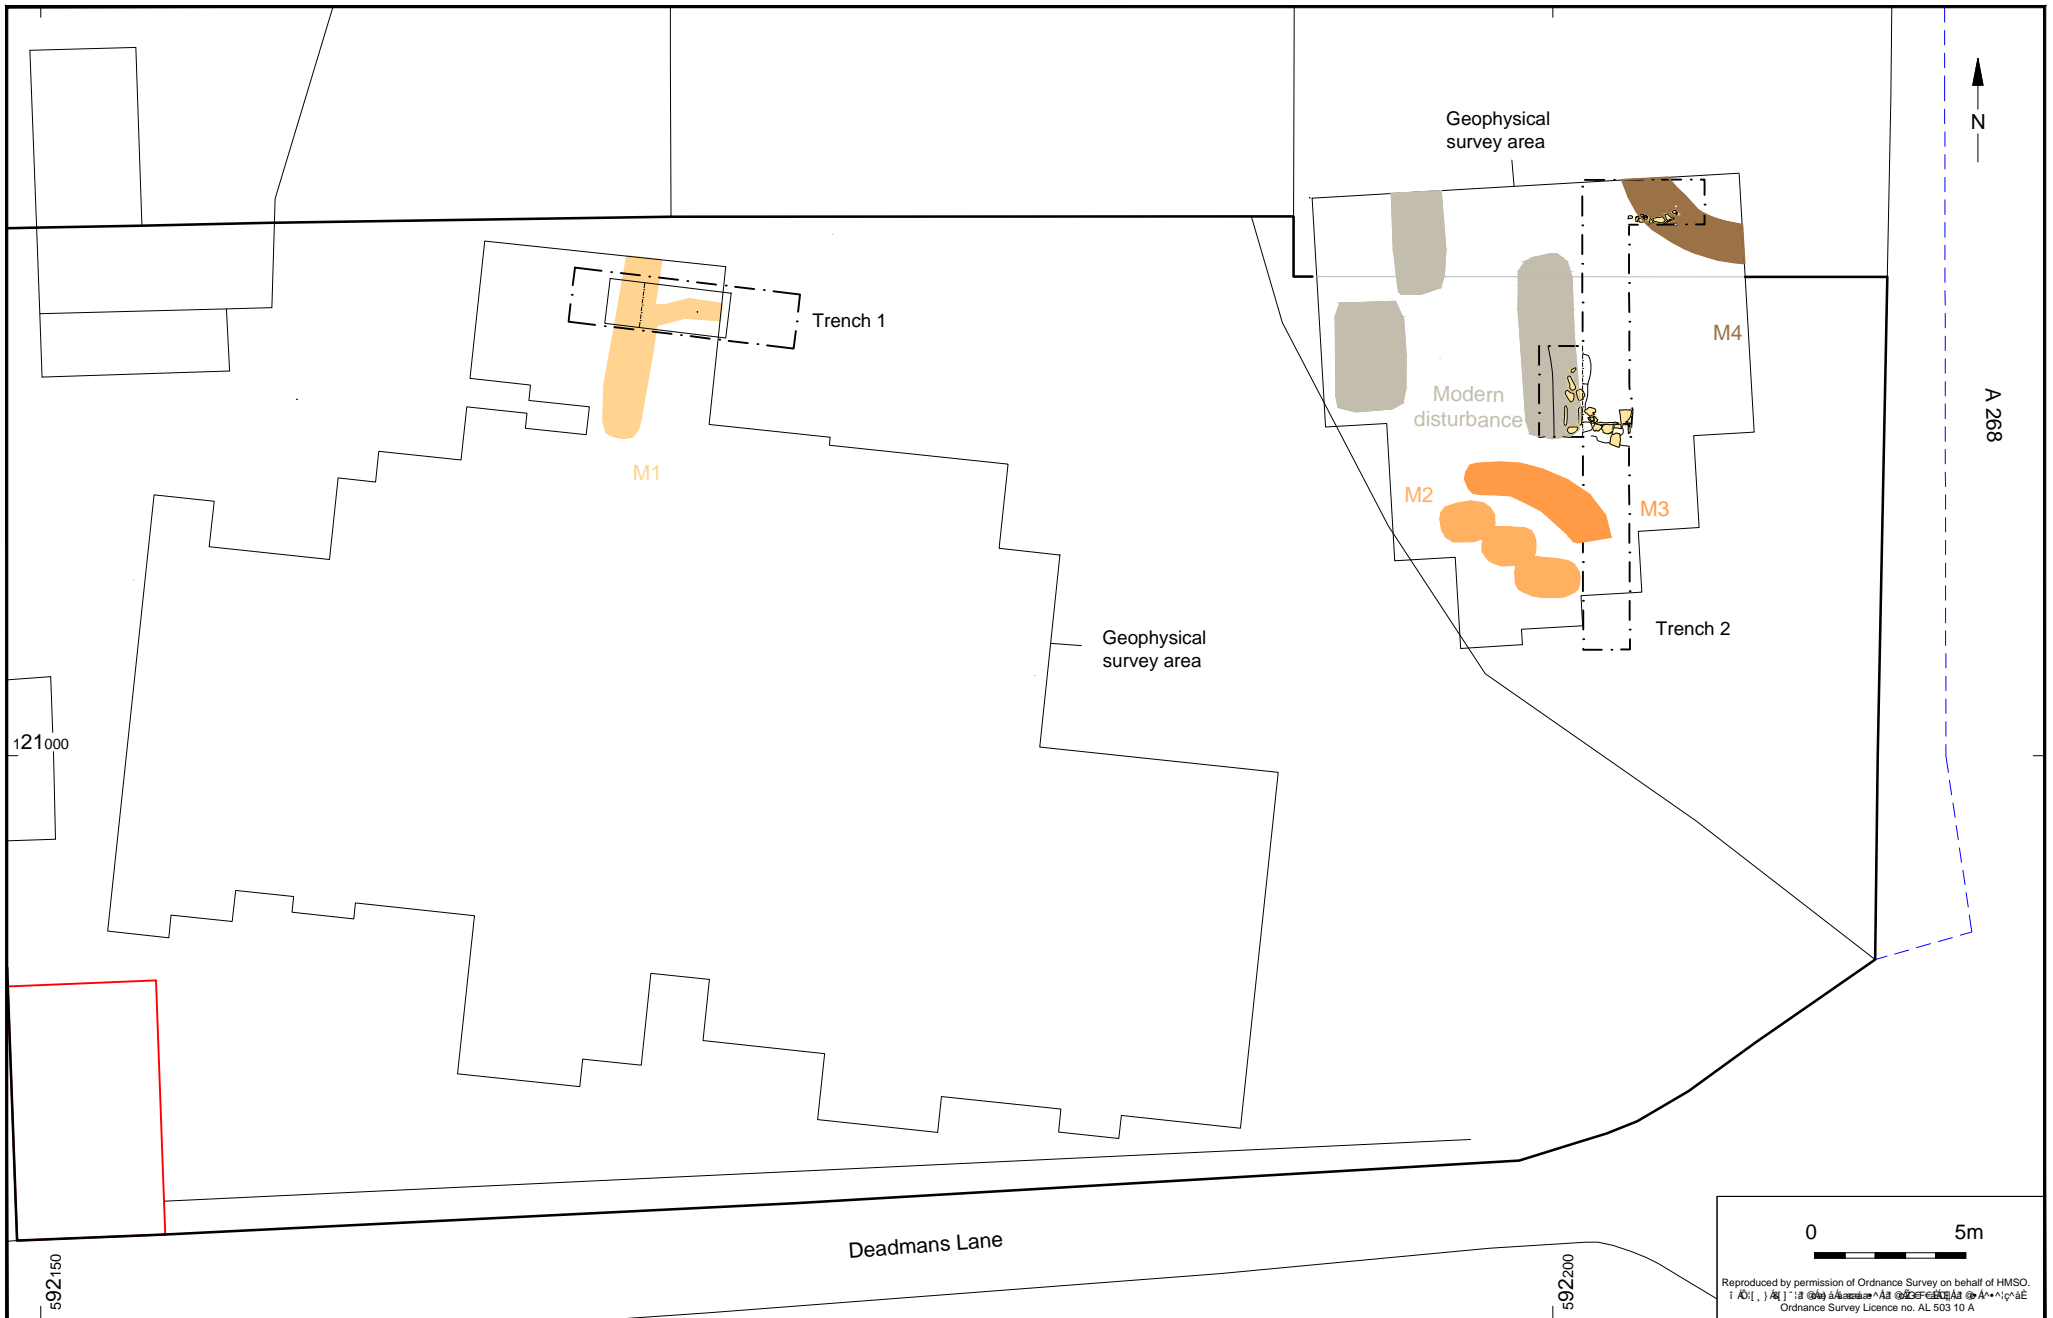 Geophysical
survey area
N
Trench 1
M4
A 268
Modern
disturbance
M1
M2
M3
Geophysical
survey area
Trench 2
121000
Deadmans Lane
592150
592200
0 5m
Reproduced by permission of Ordnance Survey on behalf of HMSO.
Ordnance Survey Licence no. AL 503 10 A